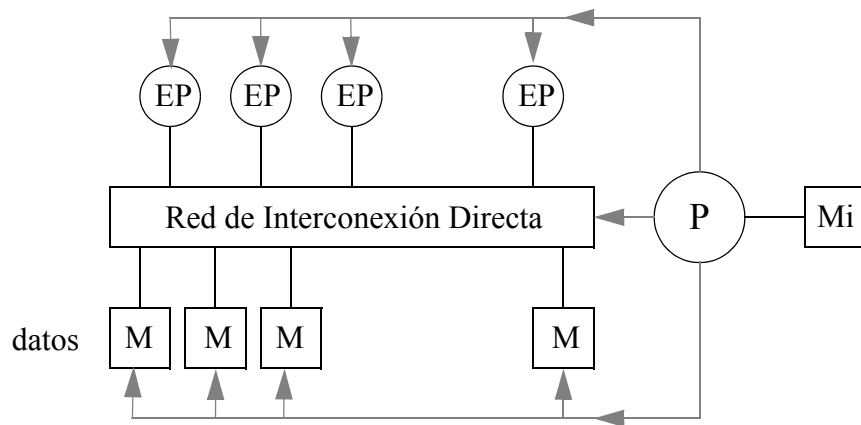 EP EP EP EP
Red de Interconexión Directa
P
Mi
datos
M M M M